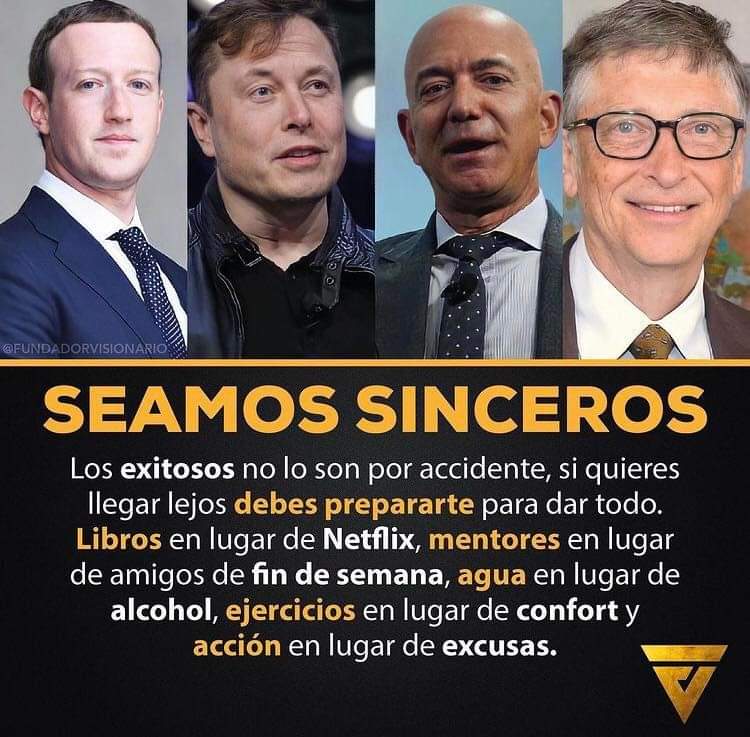 @FUNDADORVISIONARIO
SEAMOS SINCEROS
Los exitosos no lo son por accidente, si quieres
llegar lejos debes prepararte para dar todo.
Libros en lugar de Netflix, mentores en lugar
de amigos de fin de semana, agua en lugar de
alcohol, ejercicios en lugar de confort y
acción en lugar de excusas.